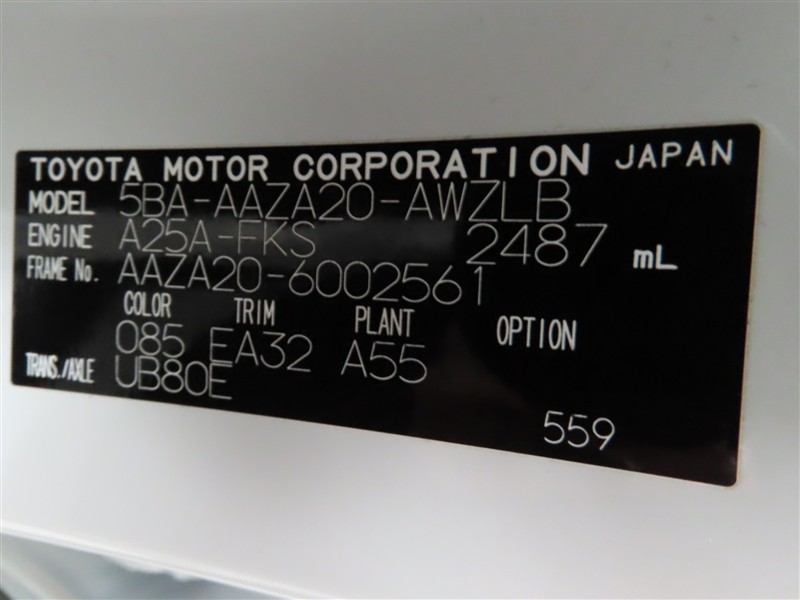 TOYOTA MOTOR CORPORATION JAPAN
MODEL 5BA-AAZA20-AWZLB
ENGINE A25A-FKS 2487 mL
FRAME No. AAZA20-6002561
COLOR TRIM PLANT OPTION
085 EA32 A55
TRANS./AXLE UB80E
559